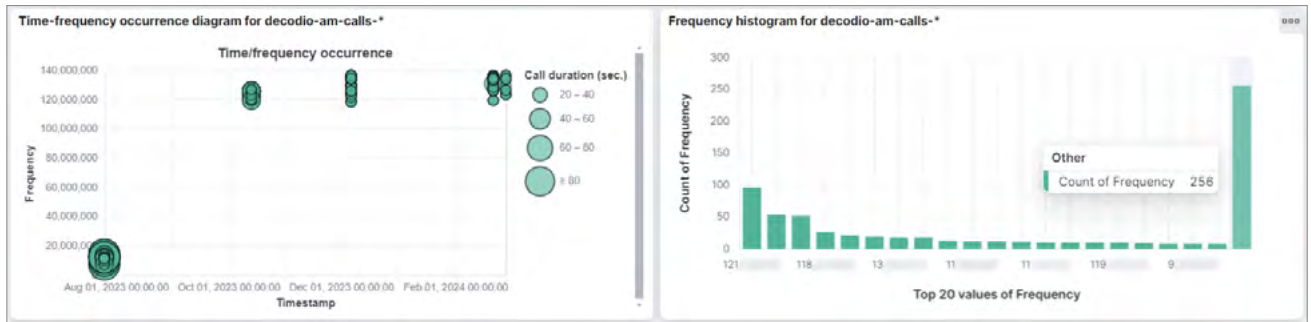 Time-frequency occurrence diagram for decodio-am-calls-*
Time/frequency occurrence
140,000,000
120,000,000
100,000,000
80,000,000
60,000,000
40,000,000
20,000,000
Frequency
Aug 01, 2023 00:00:00 Oct 01, 2023 00:00:00 Dec 01, 2023 00:00:00 Feb 01, 2024 00:00:00
Timestamp
Call duration (sec.)
20 – 40
40 – 60
60 – 80
≥ 80
Frequency histogram for decodio-am-calls-*
300
250
200
150
100
50
0
Count of Frequency
Other
Count of Frequency 256
121 118 13 11 11 119 9
Top 20 values of Frequency